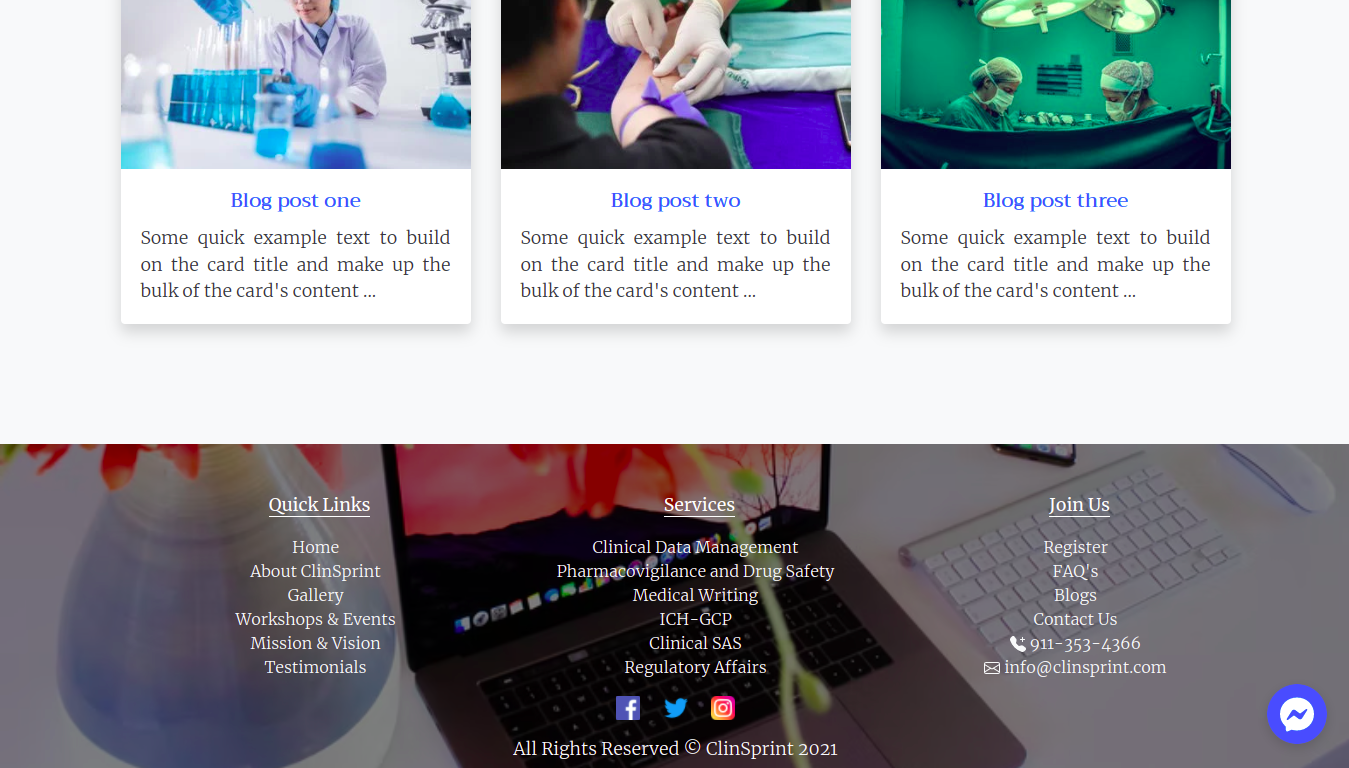 Blog post one
Some quick example text to build
on the card title and make up the
bulk of the card's content ...
Blog post two
Some quick example text to build
on the card title and make up the
bulk of the card's content ...
Blog post three
Some quick example text to build
on the card title and make up the
bulk of the card's content ...
Quick Links
Home
About ClinSprint
Gallery
Workshops & Events
Mission & Vision
Testimonials
Services
Clinical Data Management
Pharmacovigilance and Drug Safety
Medical Writing
ICH-GCP
Clinical SAS
Regulatory Affairs
Join Us
Register
FAQ's
Blogs
Contact Us
911-353-4366
info@clinsprint.com
All Rights Reserved © ClinSprint 2021